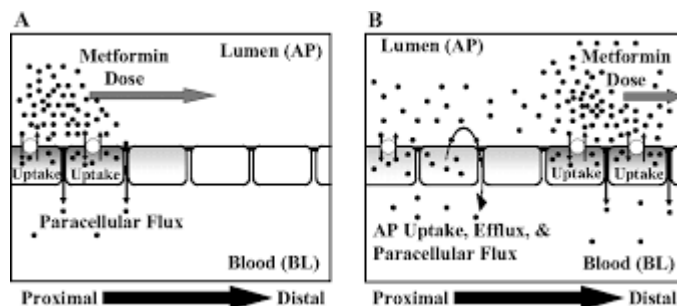 A
Lumen (AP)
Metformin
Dose
Uptake
Uptake
Paracellular Flux
Blood (BL)
Proximal
Distal
B
Lumen (AP)
Metformin
Dose
Uptake
Uptake
AP Uptake, Efflux, &
Paracellular Flux
Blood (BL)
Proximal
Distal